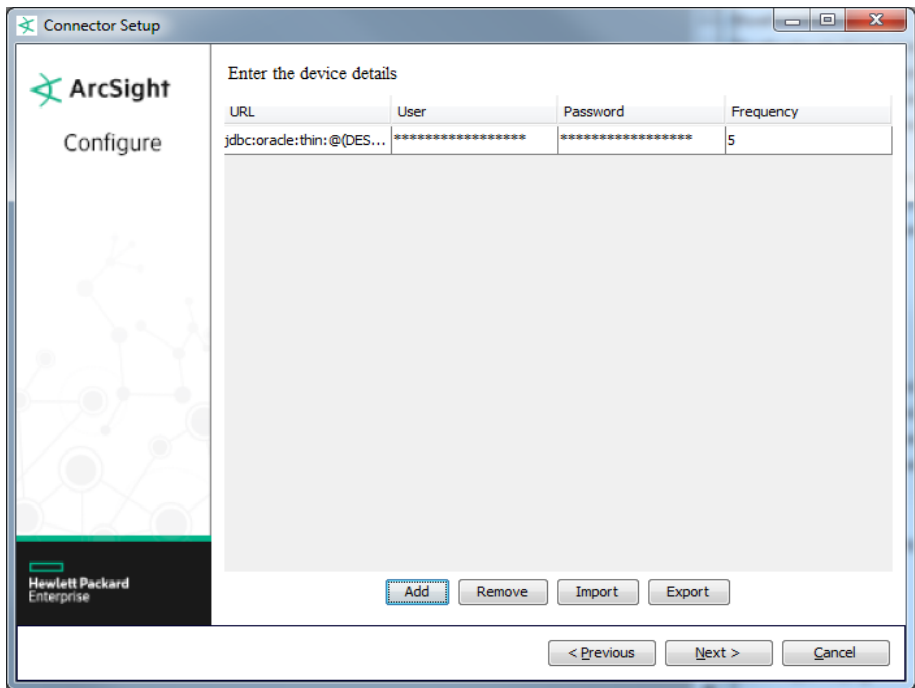 Connector Setup
ArcSight
Configure
Enter the device details
URL User Password Frequency
jdbc:oracle:thin:@(DES... ***************** ***************** 5
Hewlett Packard
Enterprise
Add Remove Import Export
< Previous Next > Cancel